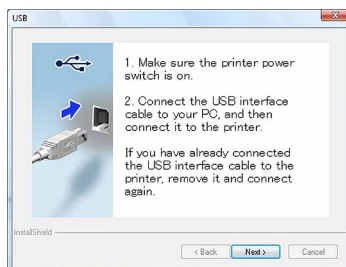 USB
1. Make sure the printer power
switch is on.
2. Connect the USB interface
cable to your PC, and then
connect it to the printer.
If you have already connected
the USB interface cable to the
printer, remove it and connect
again.
InstallShield
< Back
Next >
Cancel